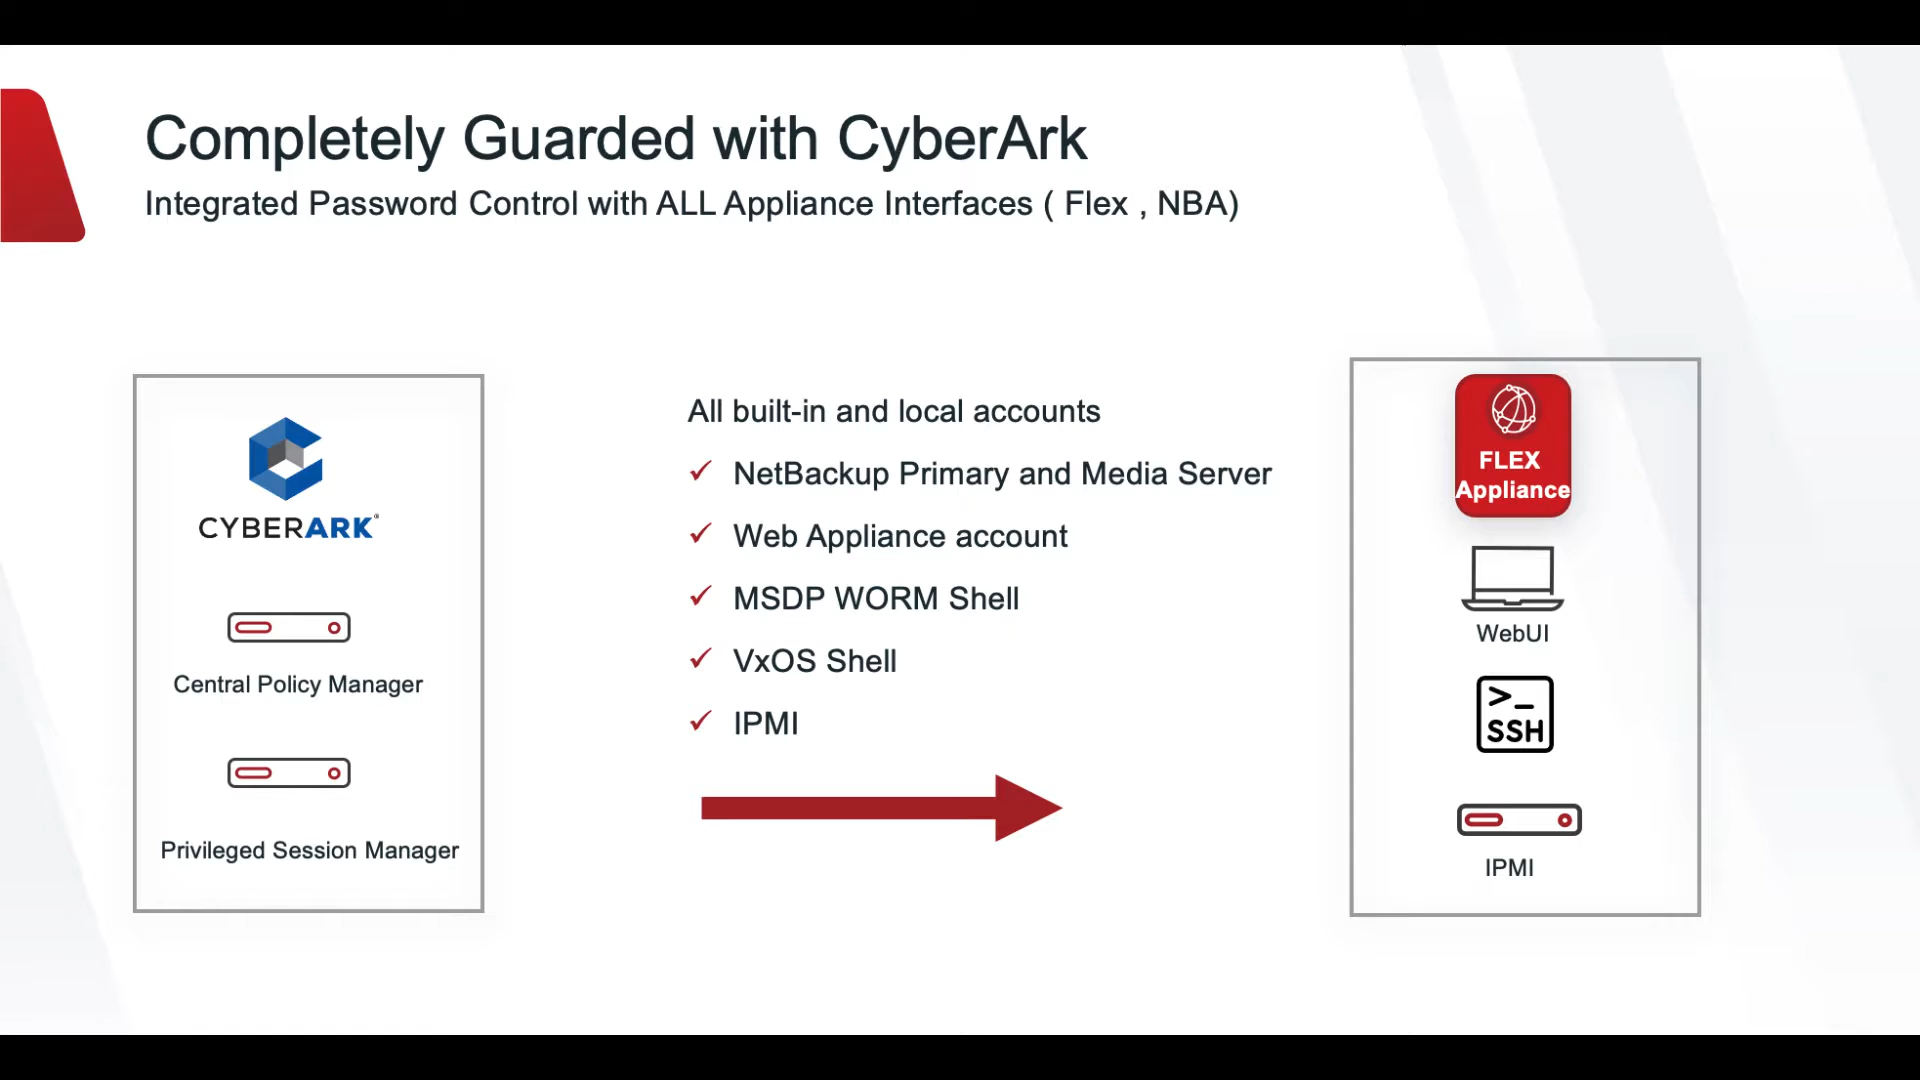 Completely Guarded with CyberArk
Integrated Password Control with ALL Appliance Interfaces ( Flex , NBA)
CYBERARK®
Central Policy Manager
Privileged Session Manager
All built-in and local accounts
✓ NetBackup Primary and Media Server
✓ Web Appliance account
✓ MSDP WORM Shell
✓ VxOS Shell
✓ IPMI
FLEX
Appliance
WebUI
>_
SSH
IPMI